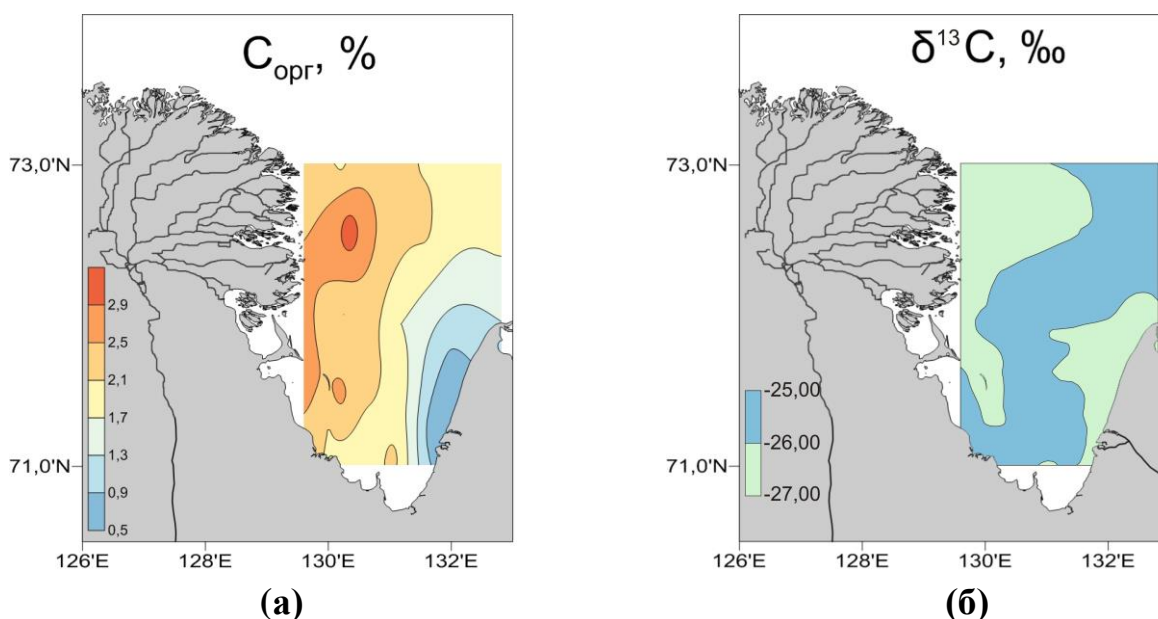 Cорг, %
73,0'N
2,9
2,5
2,1
1,7
1,3
0,9
0,5
71,0'N
126'E 128'E 130'E 132'E
(а)
δ¹³C, ‰
73,0'N
-25,00
-26,00
-27,00
71,0'N
126'E 128'E 130'E 132'E
(б)